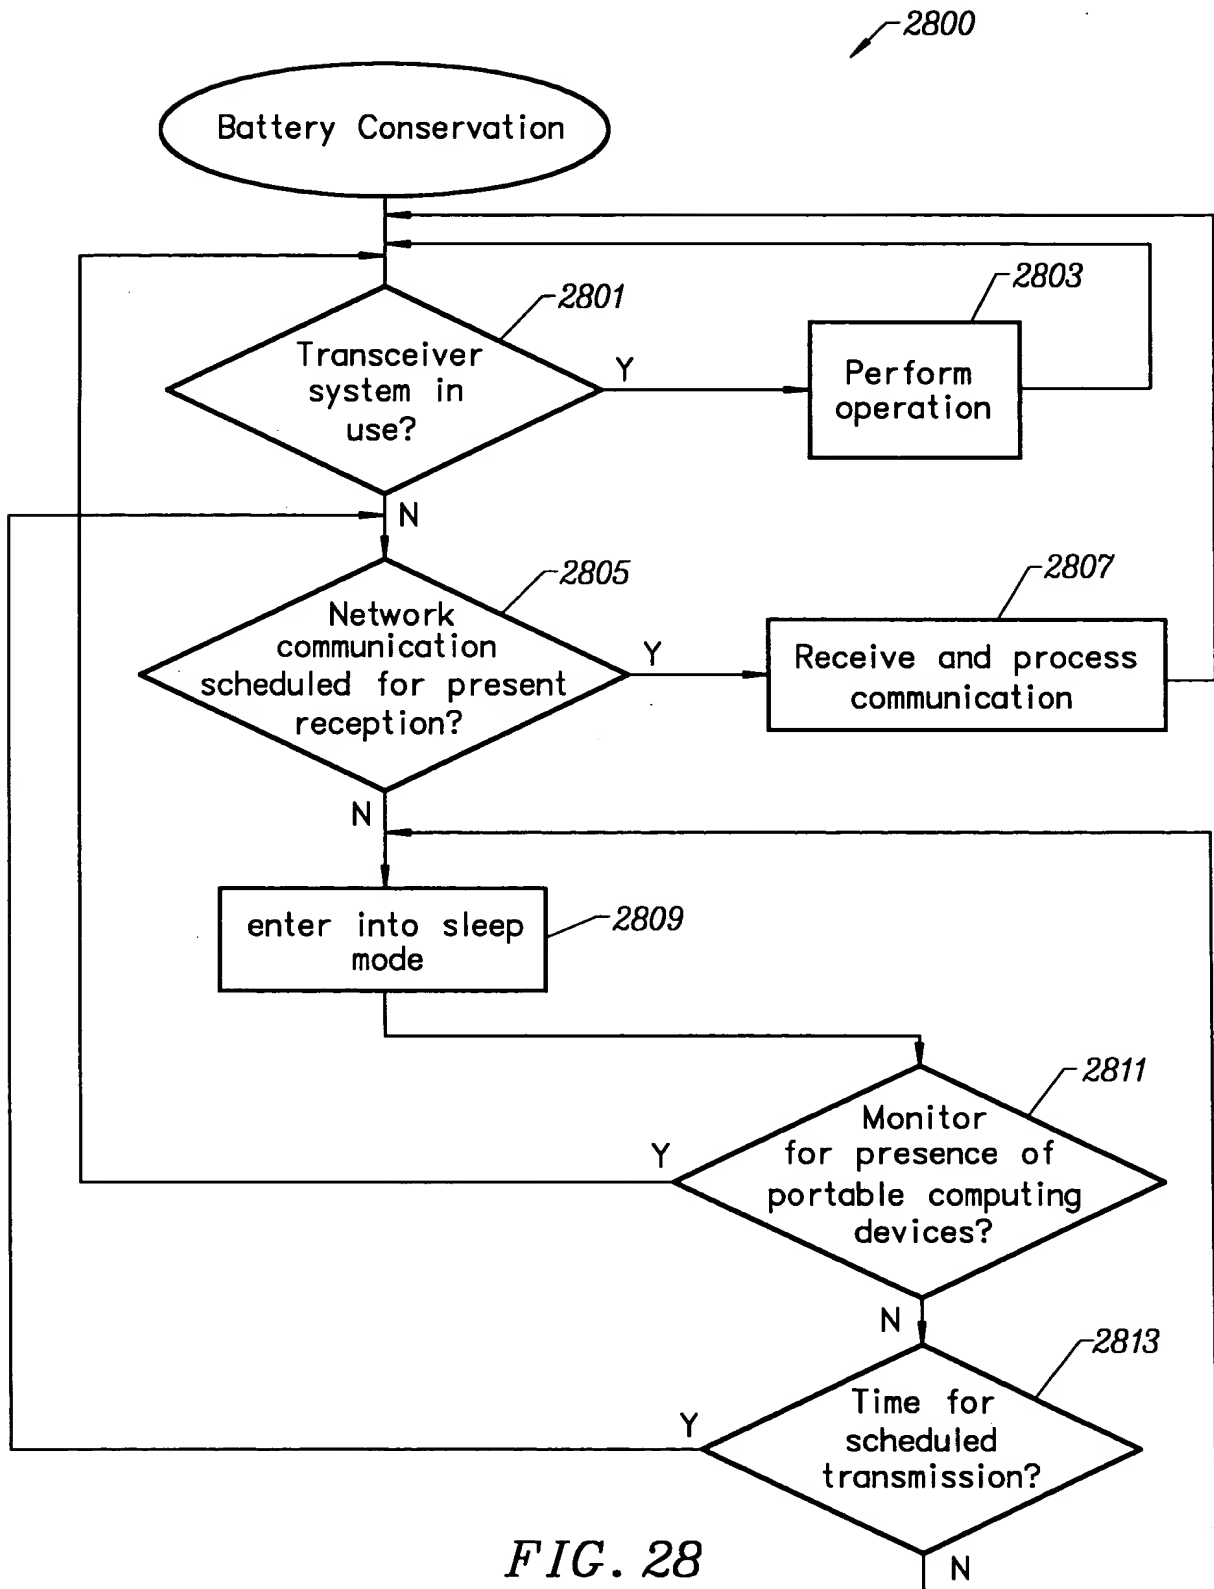 2800
Battery Conservation
2801
Transceiver
system in
use?
Y
2803
Perform
operation
N
2805
Network
communication
scheduled for present
reception?
Y
2807
Receive and process
communication
N
enter into sleep
mode
2809
2811
Monitor
for presence of
portable computing
devices?
Y
N
2813
Time for
scheduled
transmission?
Y
N
FIG. 28